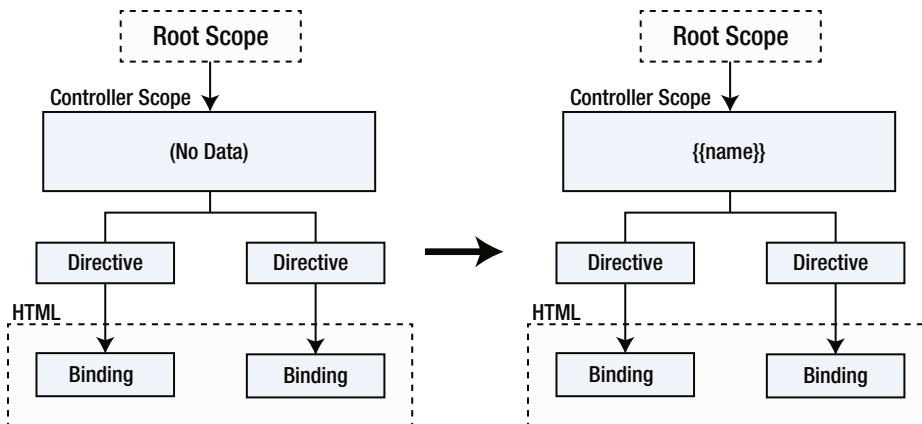 Root Scope
Controller Scope
(No Data)
Directive
Directive
HTML
Binding
Binding
Root Scope
Controller Scope
{{name}}
Directive
Directive
HTML
Binding
Binding